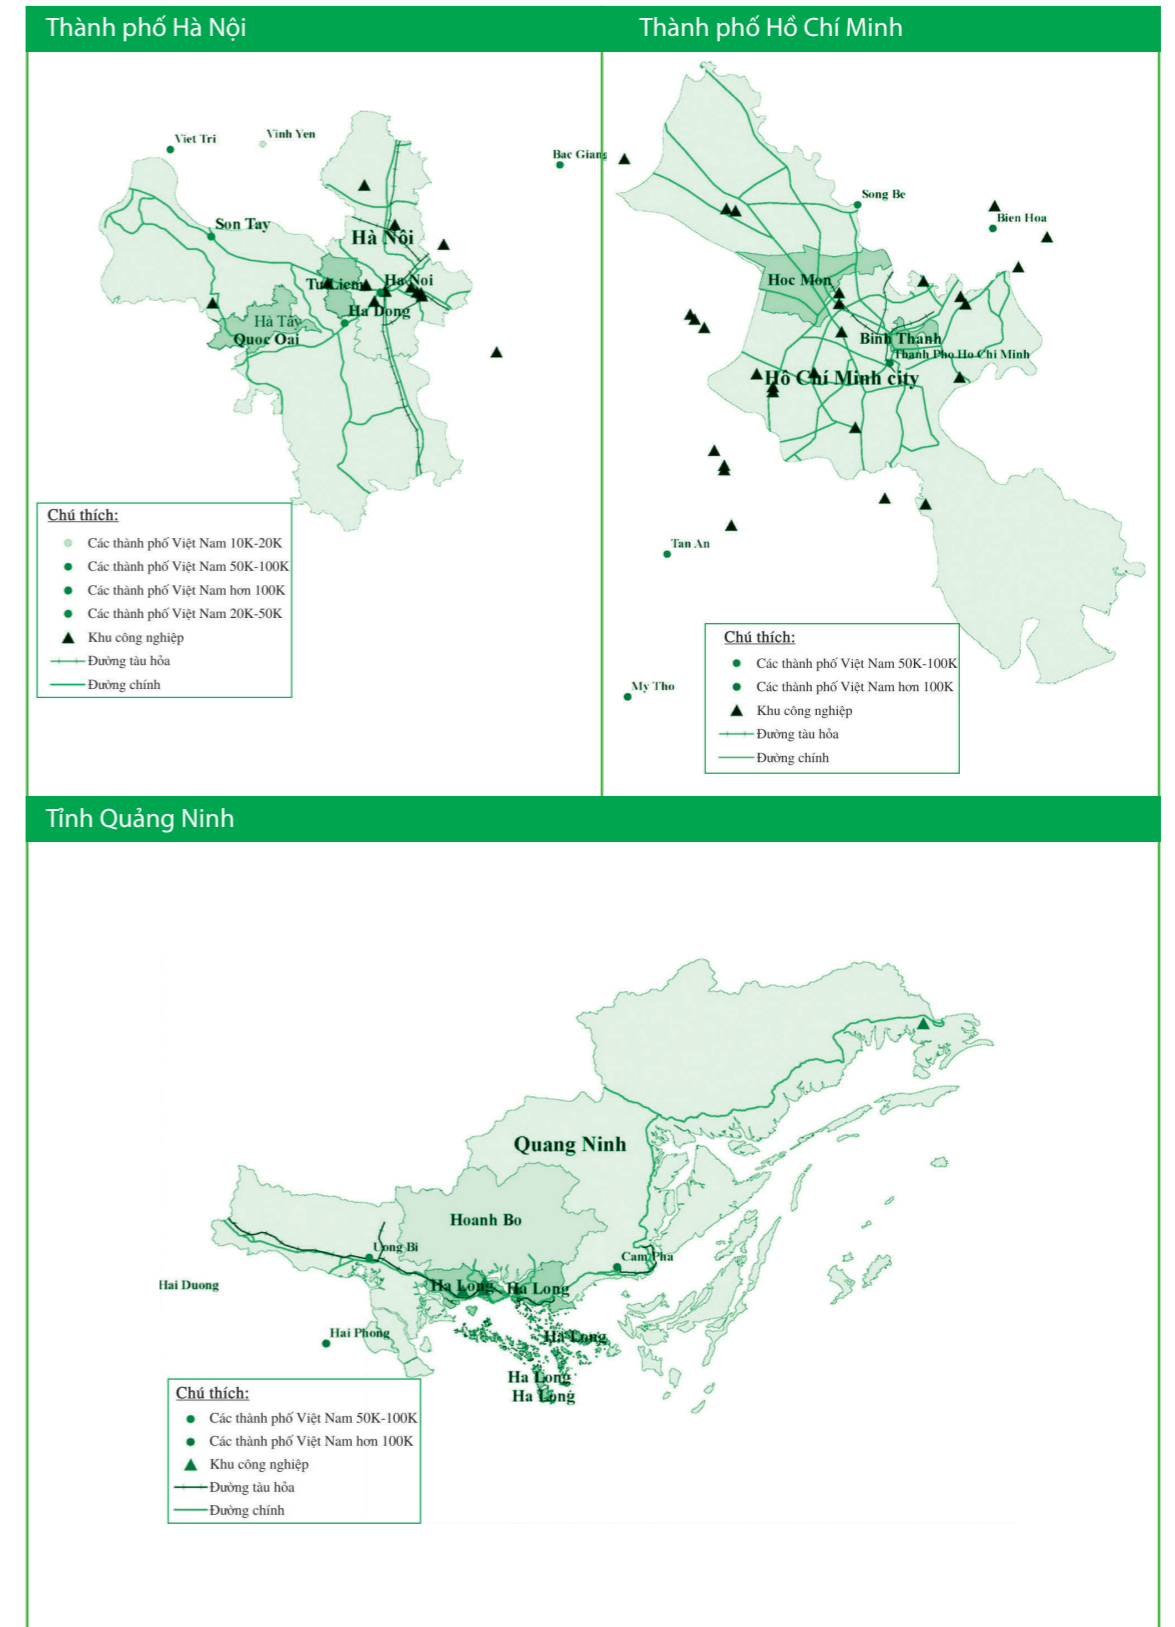 Thành phố Hà Nội
Viet Tri
Vinh Yen
Bac Giang
Son Tay
Hà Nôi
Tu Liem
Ha Noi
Ha Dong
Hà Tây
Quoc Oai
Chú thích:
Các thành phố Việt Nam 10K-20K
Các thành phố Việt Nam 50K-100K
Các thành phố Việt Nam hơn 100K
Các thành phố Việt Nam 20K-50K
Khu công nghiệp
Đường tàu hỏa
Đường chính
Thành phố Hồ Chí Minh
Song Be
Bien Hoa
Hoc Mon
Binh Thanh
Thanh Pho Ho Chi Minh
Hô Chí Minh city
Tan An
My Tho
Chú thích:
Các thành phố Việt Nam 50K-100K
Các thành phố Việt Nam hơn 100K
Khu công nghiệp
Đường tàu hỏa
Đường chính
Tỉnh Quảng Ninh
Quang Ninh
Hoanh Bo
Uong Bi
Cam Pha
Hai Duong
Ha Long
Ha Long
Hai Phong
Ha Long
Ha Long
Ha Long
Chú thích:
Các thành phố Việt Nam 50K-100K
Các thành phố Việt Nam hơn 100K
Khu công nghiệp
Đường tàu hỏa
Đường chính